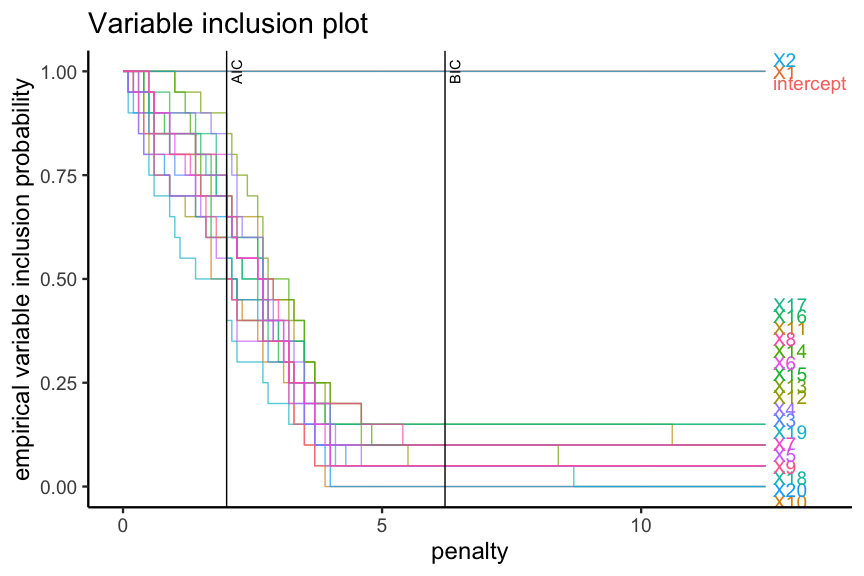 Variable inclusion plot
empirical variable inclusion probability
1.00
0.75
0.50
0.25
0.00
AIC
BIC
X2
X1
intercept
X17
X16
X11
X8
X14
X6
X15
X13
X12
X4
X3
X19
X7
X5
X9
X18
X20
X10
0
5
10
penalty